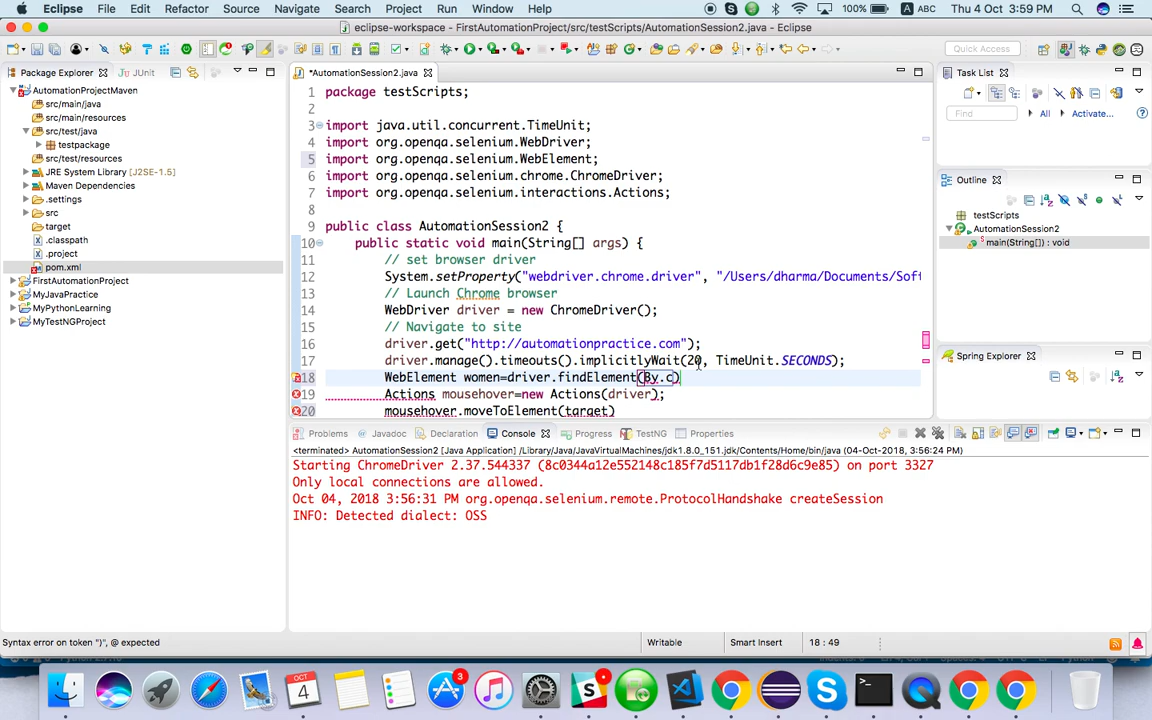 Eclipse File Edit Refactor Source Navigate Search Project Run Window Help 100% A ABC Thu 4 Oct 3:59 PM
eclipse-workspace - FirstAutomationProject/src/testScripts/AutomationSession2.java - Eclipse
Quick Access
Package Explorer JUnit
AutomationProjectMaven
src/main/java
src/main/resources
src/test/java
testpackage
src/test/resources
JRE System Library [J2SE-1.5]
Maven Dependencies
.settings
src
target
.classpath
.project
pom.xml
FirstAutomationProject
MyJavaPractice
MyPythonLearning
MyTestNGProject
*AutomationSession2.java
1 package testScripts;
2
3 import java.util.concurrent.TimeUnit;
4 import org.openqa.selenium.WebDriver;
5 import org.openqa.selenium.WebElement;
6 import org.openqa.selenium.chrome.ChromeDriver;
7 import org.openqa.selenium.interactions.Actions;
8
9 public class AutomationSession2 {
10 public static void main(String[] args) {
11 // set browser driver
12 System.setProperty("webdriver.chrome.driver", "/Users/dharma/Documents/Sof
13 // Launch Chrome browser
14 WebDriver driver = new ChromeDriver();
15 // Navigate to site
16 driver.get("http://automationpractice.com");
17 driver.manage().timeouts().implicitlyWait(20, TimeUnit.SECONDS);
18 WebElement women=driver.findElement(By.c)
19 Actions mousehover=new Actions(driver);
20 mousehover.moveToElement(target)
Task List
Find All Activate...
Outline
testScripts
AutomationSession2
main(String[]) : void
Spring Explorer
Problems Javadoc Declaration Console Progress TestNG Properties
<terminated> AutomationSession2 [Java Application] /Library/Java/JavaVirtualMachines/jdk1.8.0_151.jdk/Contents/Home/bin/java (04-Oct-2018, 3:56:24 PM)
Starting ChromeDriver 2.37.544337 (8c0344a12e552148c185f7d5117db1f28d6c9e85) on port 3327
Only local connections are allowed.
Oct 04, 2018 3:56:31 PM org.openqa.selenium.remote.ProtocolHandshake createSession
INFO: Detected dialect: OSS
Syntax error on token ")", @ expected Writable Smart Insert 18 : 49
OCT
4
3